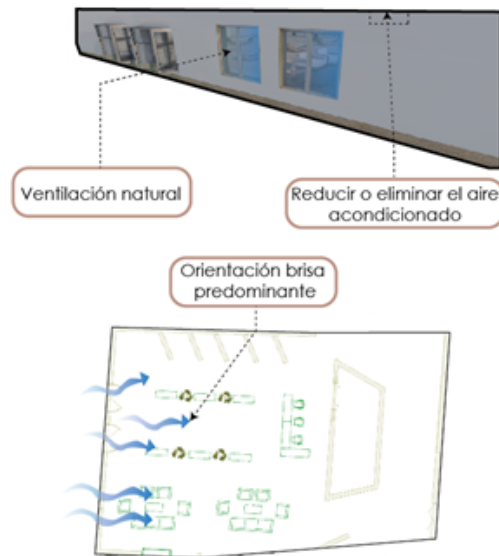 Ventilación natural
Reducir o eliminar el aire
acondicionado
Orientación brisa
predominante